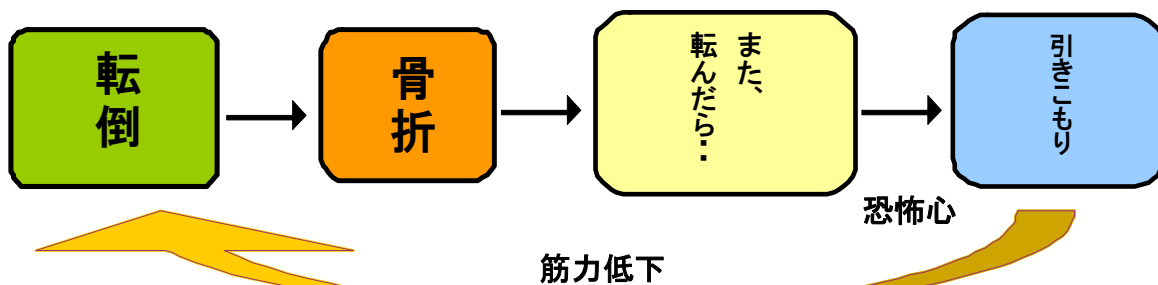 転倒
骨折
また、
転んだら・・
引きこもり
恐怖心
筋力低下